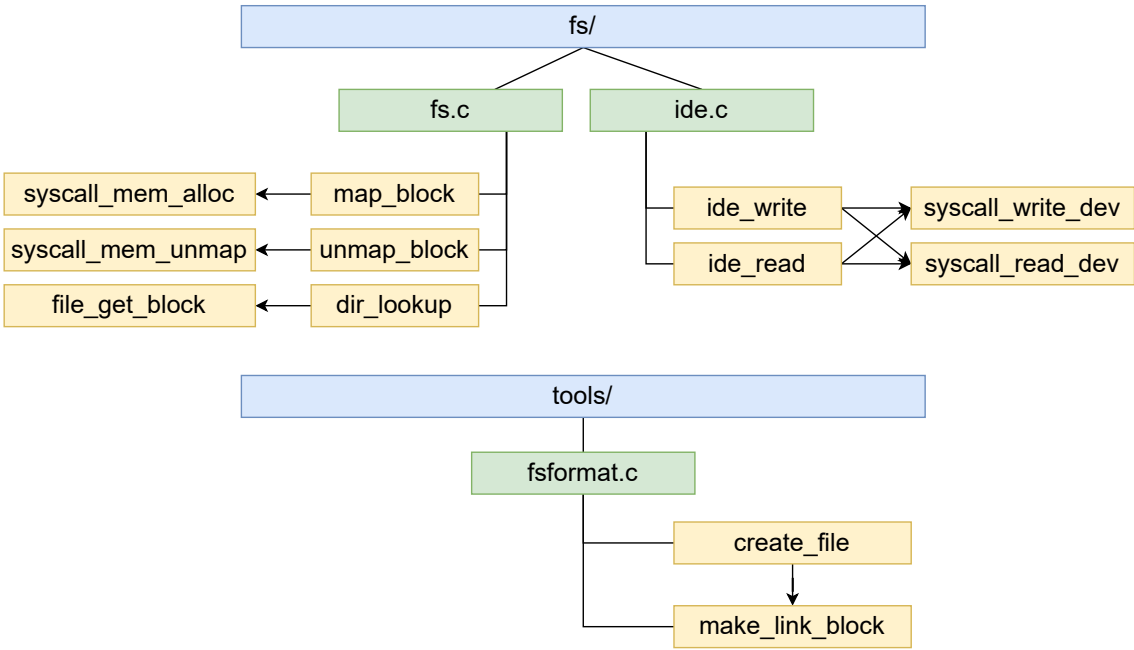 fs/
fs.c
ide.c
syscall_mem_alloc
map_block
syscall_mem_unmap
unmap_block
file_get_block
dir_lookup
ide_write
syscall_write_dev
ide_read
syscall_read_dev
tools/
fsformat.c
create_file
make_link_block